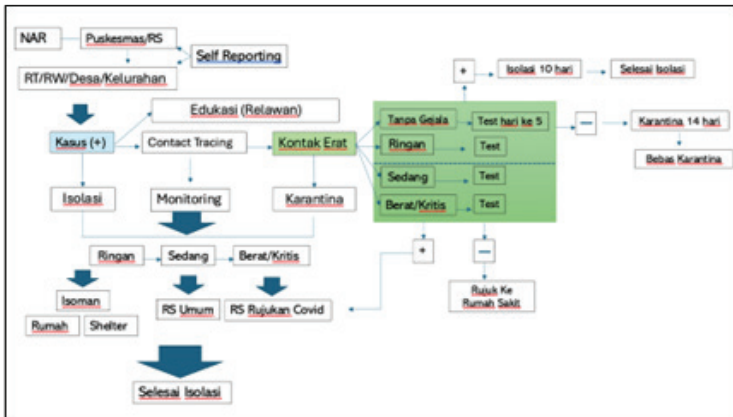 NAR
Puskesmas/RS
Self Reporting
RT/RW/Desa/Kelurahan
Edukasi (Relawan)
Kasus (+)
Contact Tracing
Kontak Erat
Isolasi
Monitoring
Karantina
Ringan
Sedang
Berat/Kritis
Isoman
Rumah
Shelter
RS Umum
RS Rujukan Covid
Selesai Isolasi
+
Isolasi 10 hari
Selesai Isolasi
Tanpa Gejala
Test hari ke 5
—
Karantina 14 hari
Bebas Karantina
Ringan
Test
Sedang
Test
Berat/Kritis
Test
+
—
Rujuk Ke
Rumah Sakit